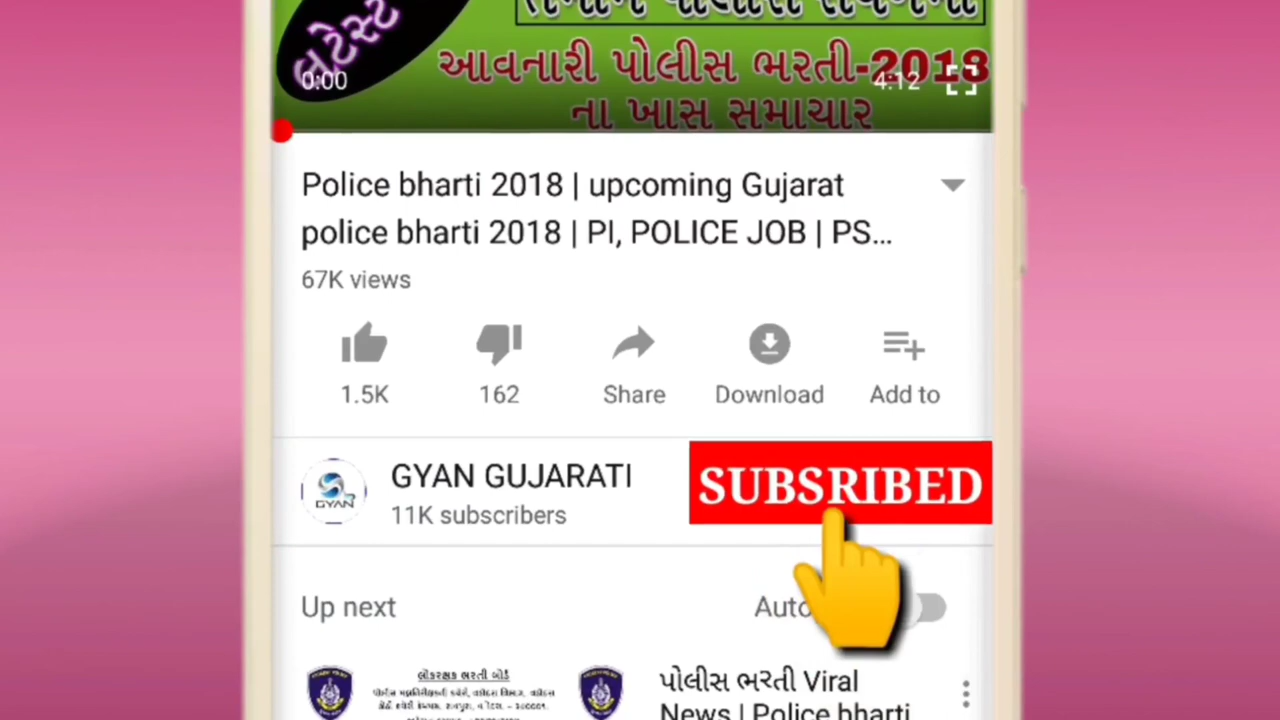 લેટેસ્ટ
આવનારી પોલીસ ભરતી-2018
ના ખાસ સમાચાર
0:00
4:12
Police bharti 2018 | upcoming Gujarat
police bharti 2018 | PI, POLICE JOB | PS...
67K views
1.5K
162
Share
Download
Add to
GYAN GUJARATI
11K subscribers
SUBSRIBED
GYAN
Up next
લોકરક્ષક ભરતી બોર્ડ
પોલીસ ભરતી Viral
News | Police bharti